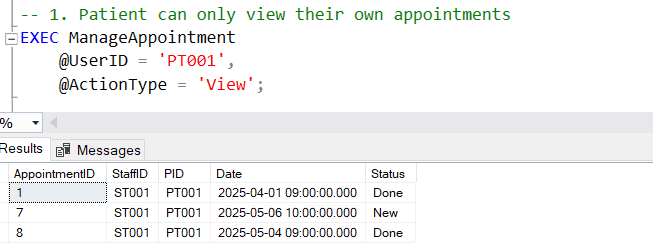 -- 1. Patient can only view their own appointments
EXEC ManageAppointment
@UserID = 'PT001',
@ActionType = 'View';
%
Results Messages
AppointmentID StaffID PID Date Status
1 ST001 PT001 2025-04-01 09:00:00.000 Done
7 ST001 PT001 2025-05-06 10:00:00.000 New
8 ST001 PT001 2025-05-04 09:00:00.000 Done